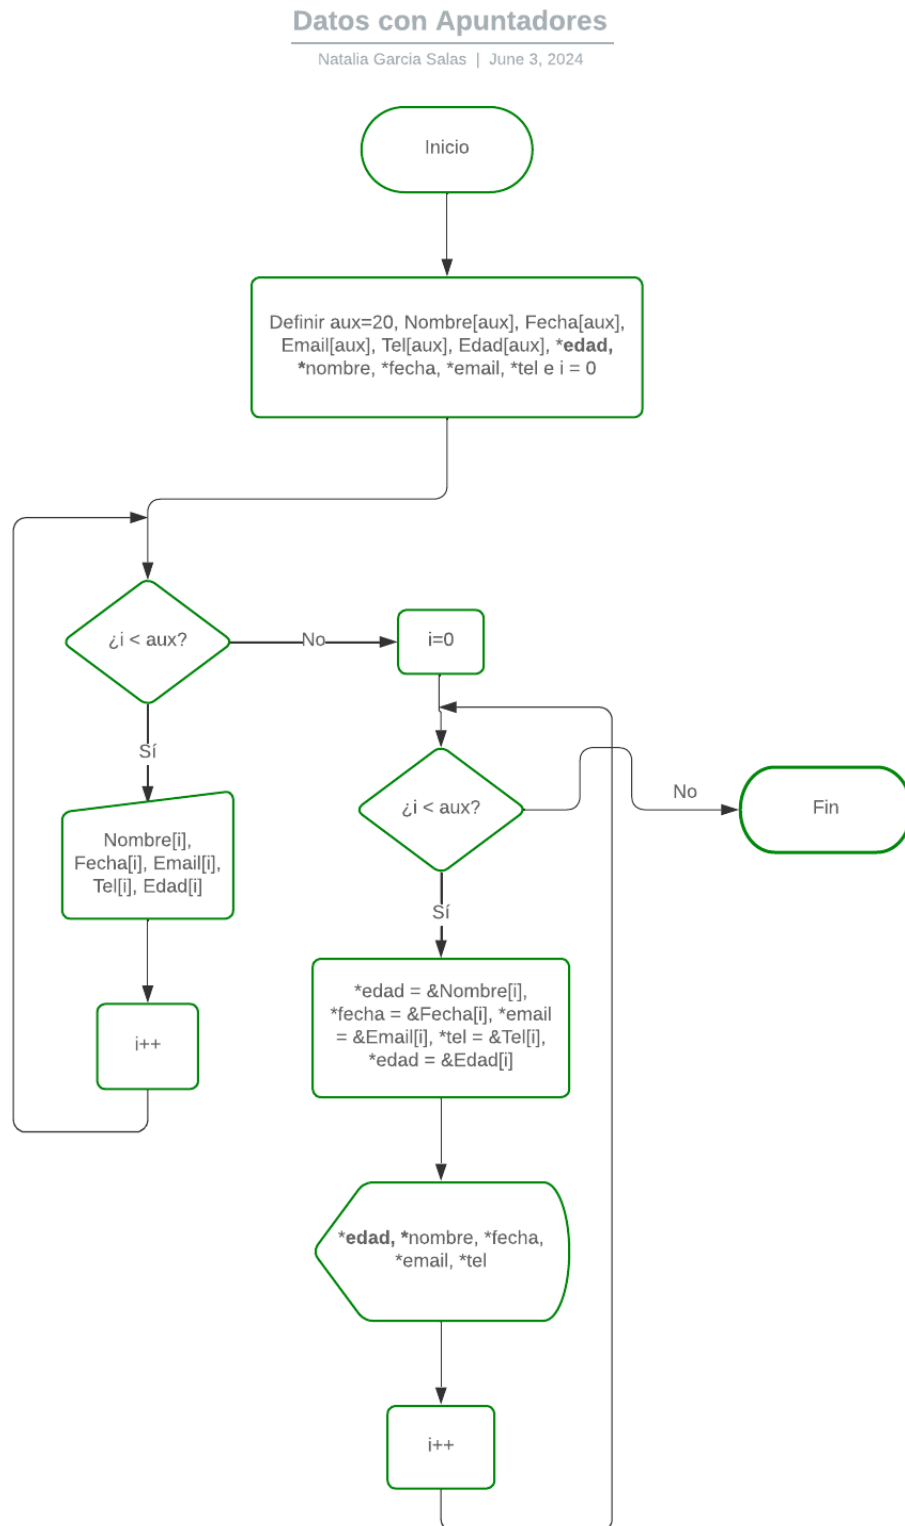 Datos con Apuntadores
Natalia Garcia Salas | June 3, 2024
Inicio
Definir aux=20, Nombre[aux], Fecha[aux],
Email[aux], Tel[aux], Edad[aux], *edad,
*nombre, *fecha, *email, *tel e i = 0
¿i < aux?
No
i=0
Sí
¿i < aux?
No
Fin
Nombre[i],
Fecha[i], Email[i],
Tel[i], Edad[i]
Sí
*edad = &Nombre[i],
*fecha = &Fecha[i], *email
= &Email[i], *tel = &Tel[i],
*edad = &Edad[i]
i++
*edad, *nombre, *fecha,
*email, *tel
i++